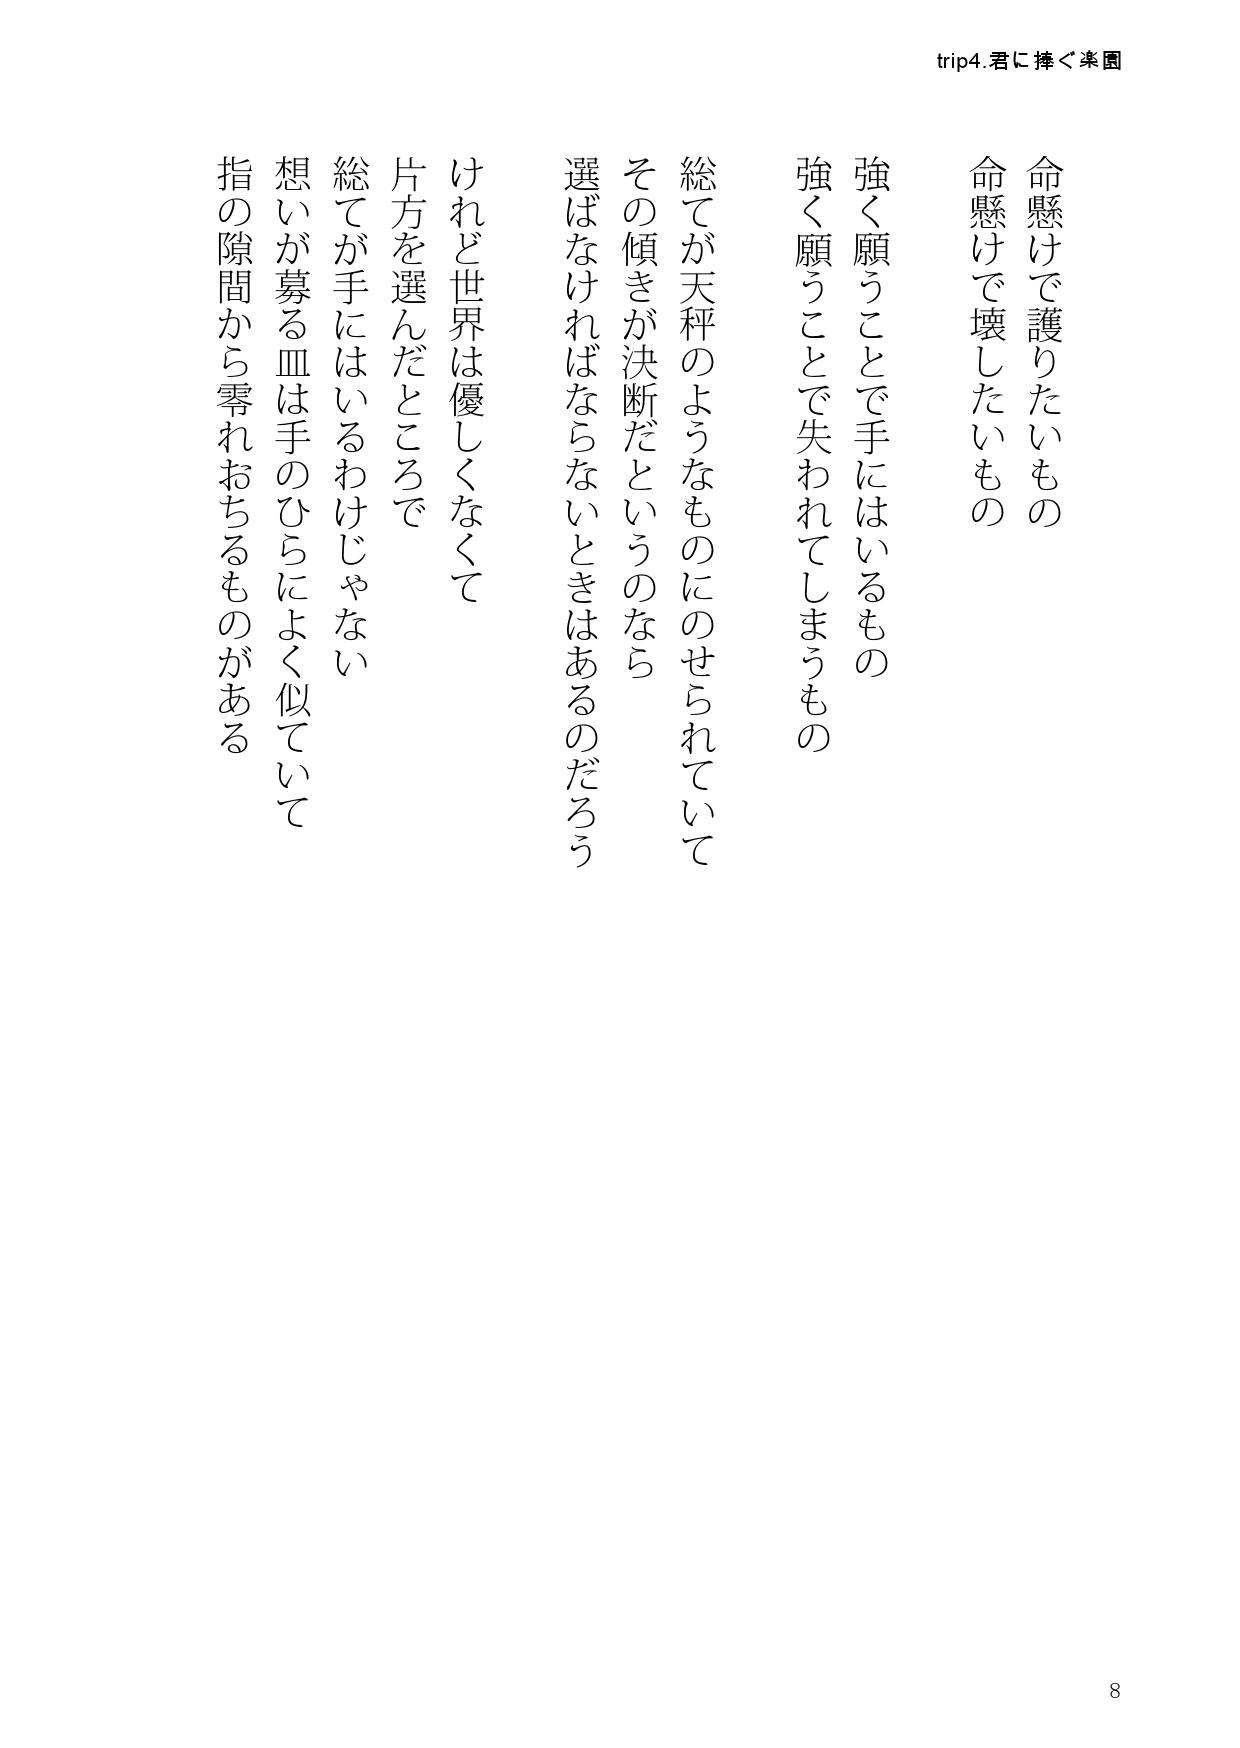 trip4.君に捧ぐ楽園
命懸けで護りたいもの
命懸けで壊したいもの
強く願うことで手にはいるもの
強く願うことで失われてしまうもの
総てが天秤のようなものにのせられていて
その傾きが決断だというのなら
選ばなければならないときはあるのだろう
けれど世界は優しくなくて
片方を選んだところで
総てが手にはいるわけじゃない
想いが募る皿は手のひらによく似ていて
指の隙間から零れおちるものがある
8